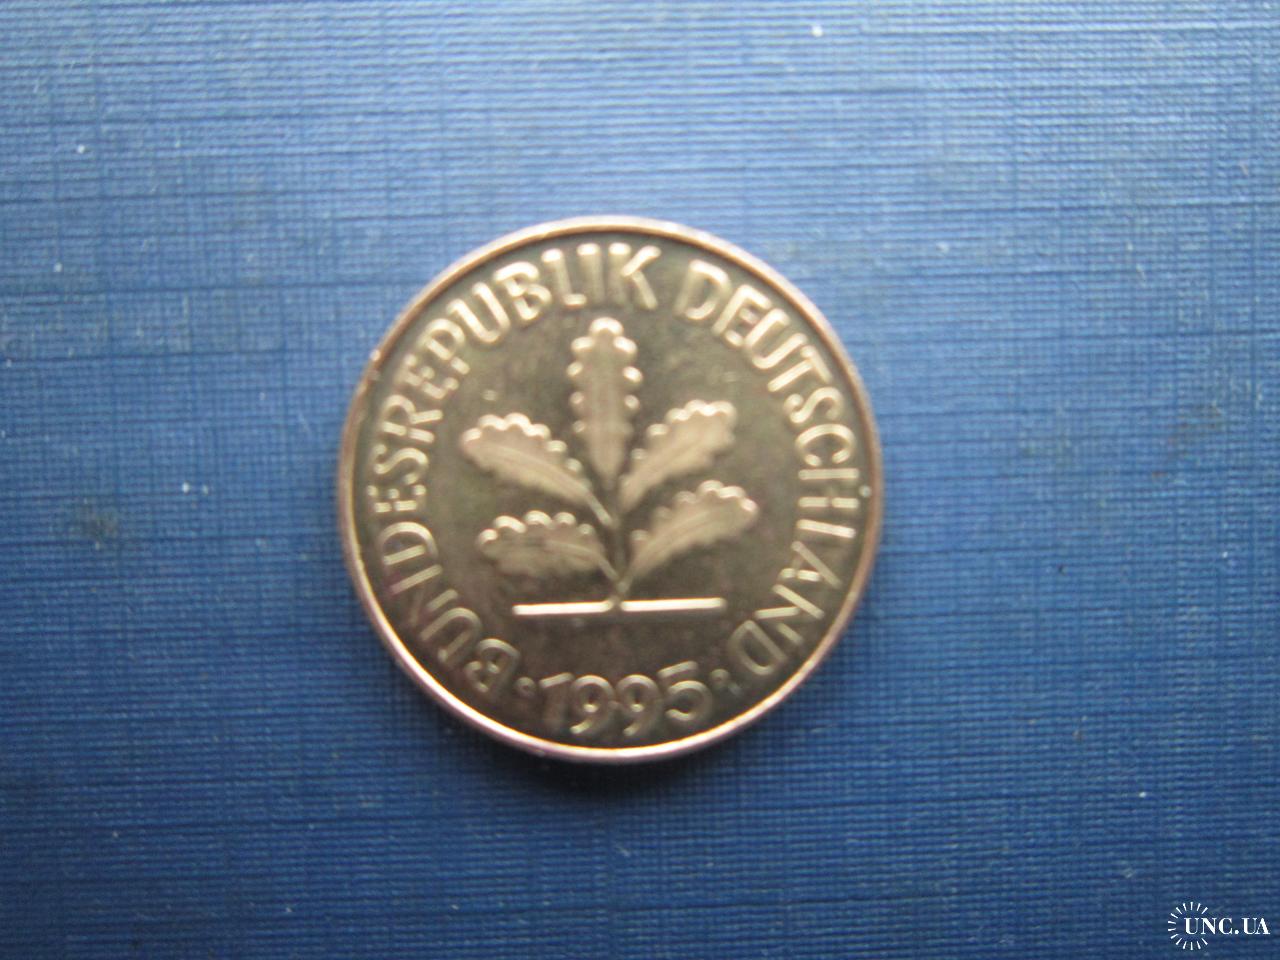 BUNDESREPUBLIK DEUTSCHLAND
· 1995 ·
UNC.UA